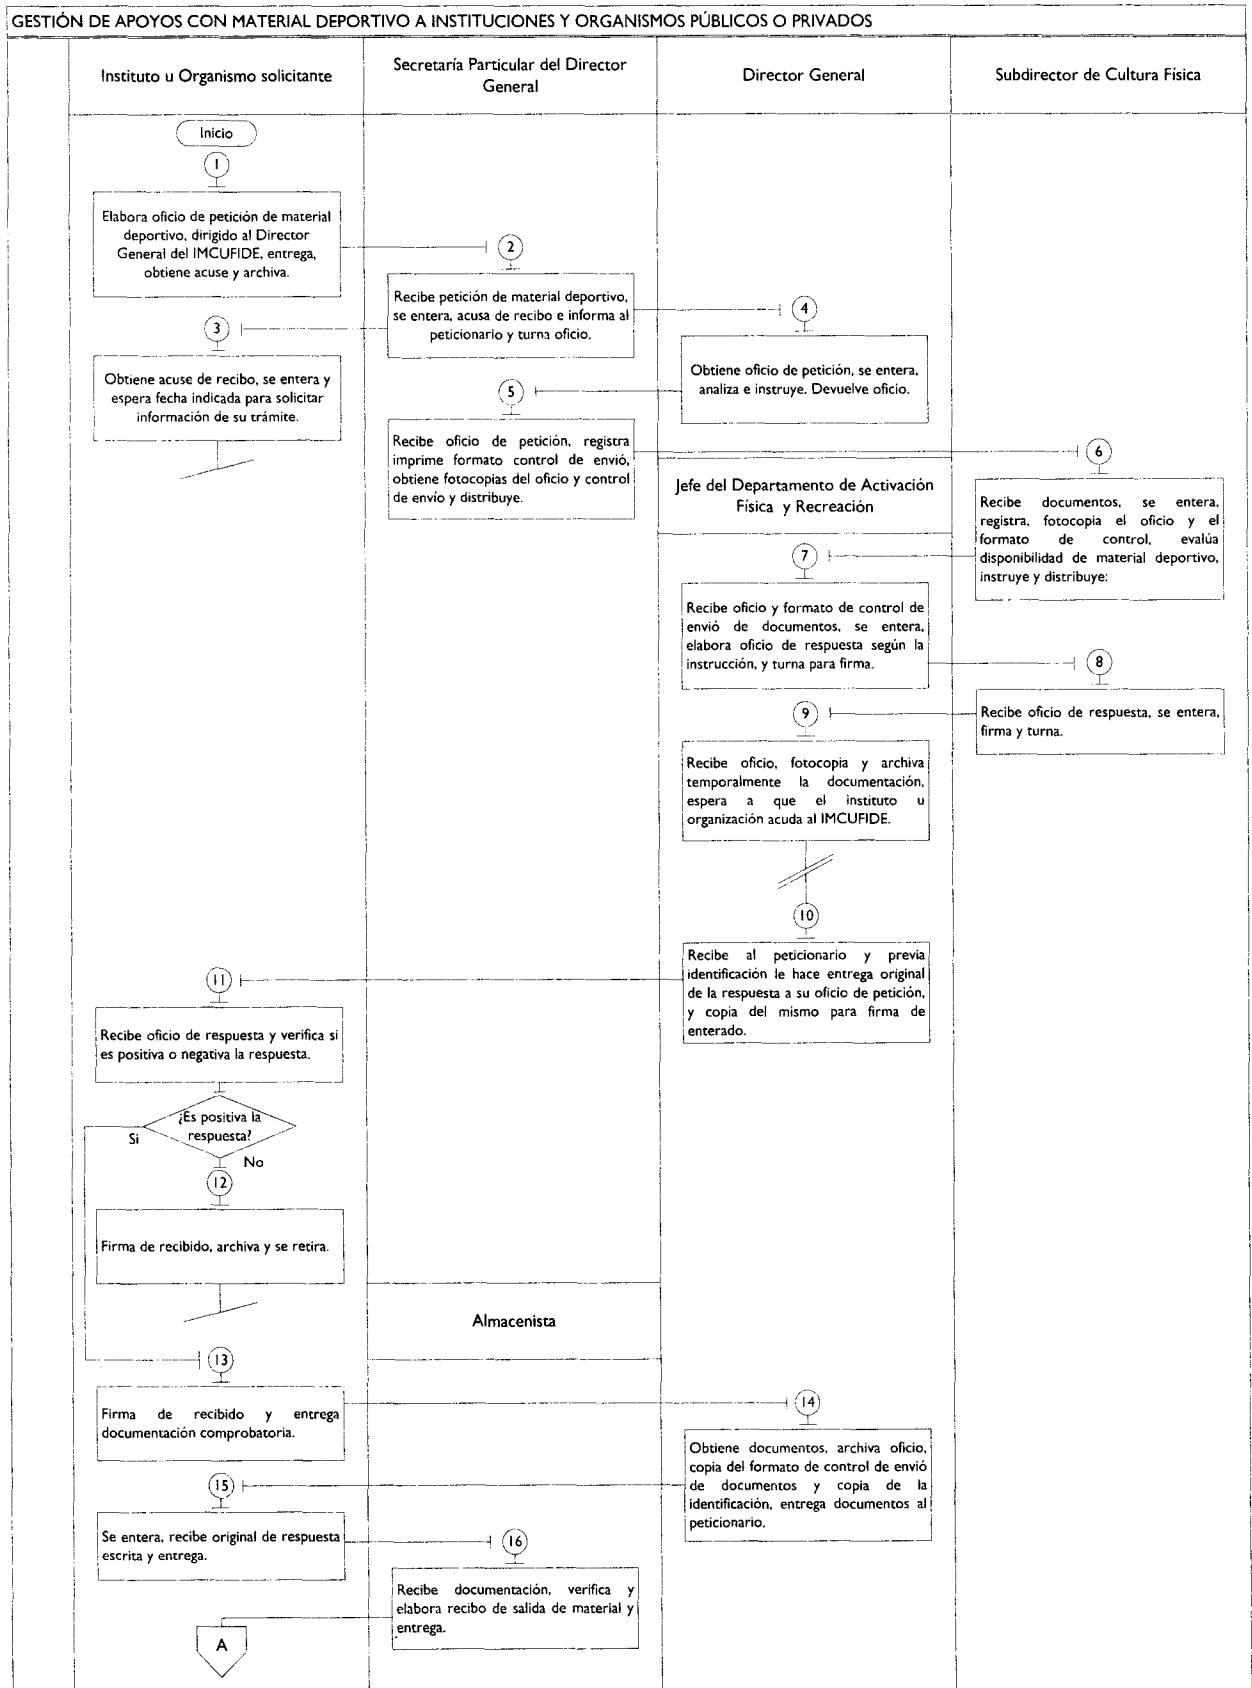 GESTIÓN DE APOYOS CON MATERIAL DEPORTIVO A INSTITUCIONES Y ORGANISMOS PÚBLICOS O PRIVADOS
Instituto u Organismo solicitante
Secretaría Particular del Director
General
Director General
Subdirector de Cultura Física
Inicio
1
Elabora oficio de petición de material
deportivo, dirigido al Director
General del IMCUFIDE, entrega,
obtiene acuse y archiva.
2
Recibe petición de material deportivo,
se entera, acusa de recibo e informa al
peticionario y turna oficio.
3
Obtiene acuse de recibo, se entera y
espera fecha indicada para solicitar
información de su trámite.
4
Obtiene oficio de petición, se entera,
analiza e instruye. Devuelve oficio.
5
Recibe oficio de petición, registra
imprime formato control de envió,
obtiene fotocopias del oficio y control
de envío y distribuye.
6
Recibe documentos, se entera,
registra, fotocopia el oficio y el
formato de control, evalúa
disponibilidad de material deportivo,
instruye y distribuye:
Jefe del Departamento de Activación
Física y Recreación
7
Recibe oficio y formato de control de
envió de documentos, se entera,
elabora oficio de respuesta según la
instrucción, y turna para firma.
8
Recibe oficio de respuesta, se entera,
firma y turna.
9
Recibe oficio, fotocopia y archiva
temporalmente la documentación,
espera a que el instituto u
organización acuda al IMCUFIDE.
10
Recibe al peticionario y previa
identificación le hace entrega original
de la respuesta a su oficio de petición,
y copia del mismo para firma de
enterado.
11
Recibe oficio de respuesta y verifica si
es positiva o negativa la respuesta.
¿Es positiva la
respuesta?
Si
No
12
Firma de recibido, archiva y se retira.
Almacenista
13
Firma de recibido y entrega
documentación comprobatoria.
14
Obtiene documentos, archiva oficio,
copia del formato de control de envió
de documentos y copia de la
identificación, entrega documentos al
peticionario.
15
Se entera, recibe original de respuesta
escrita y entrega.
16
Recibe documentación, verifica y
elabora recibo de salida de material y
entrega.
A